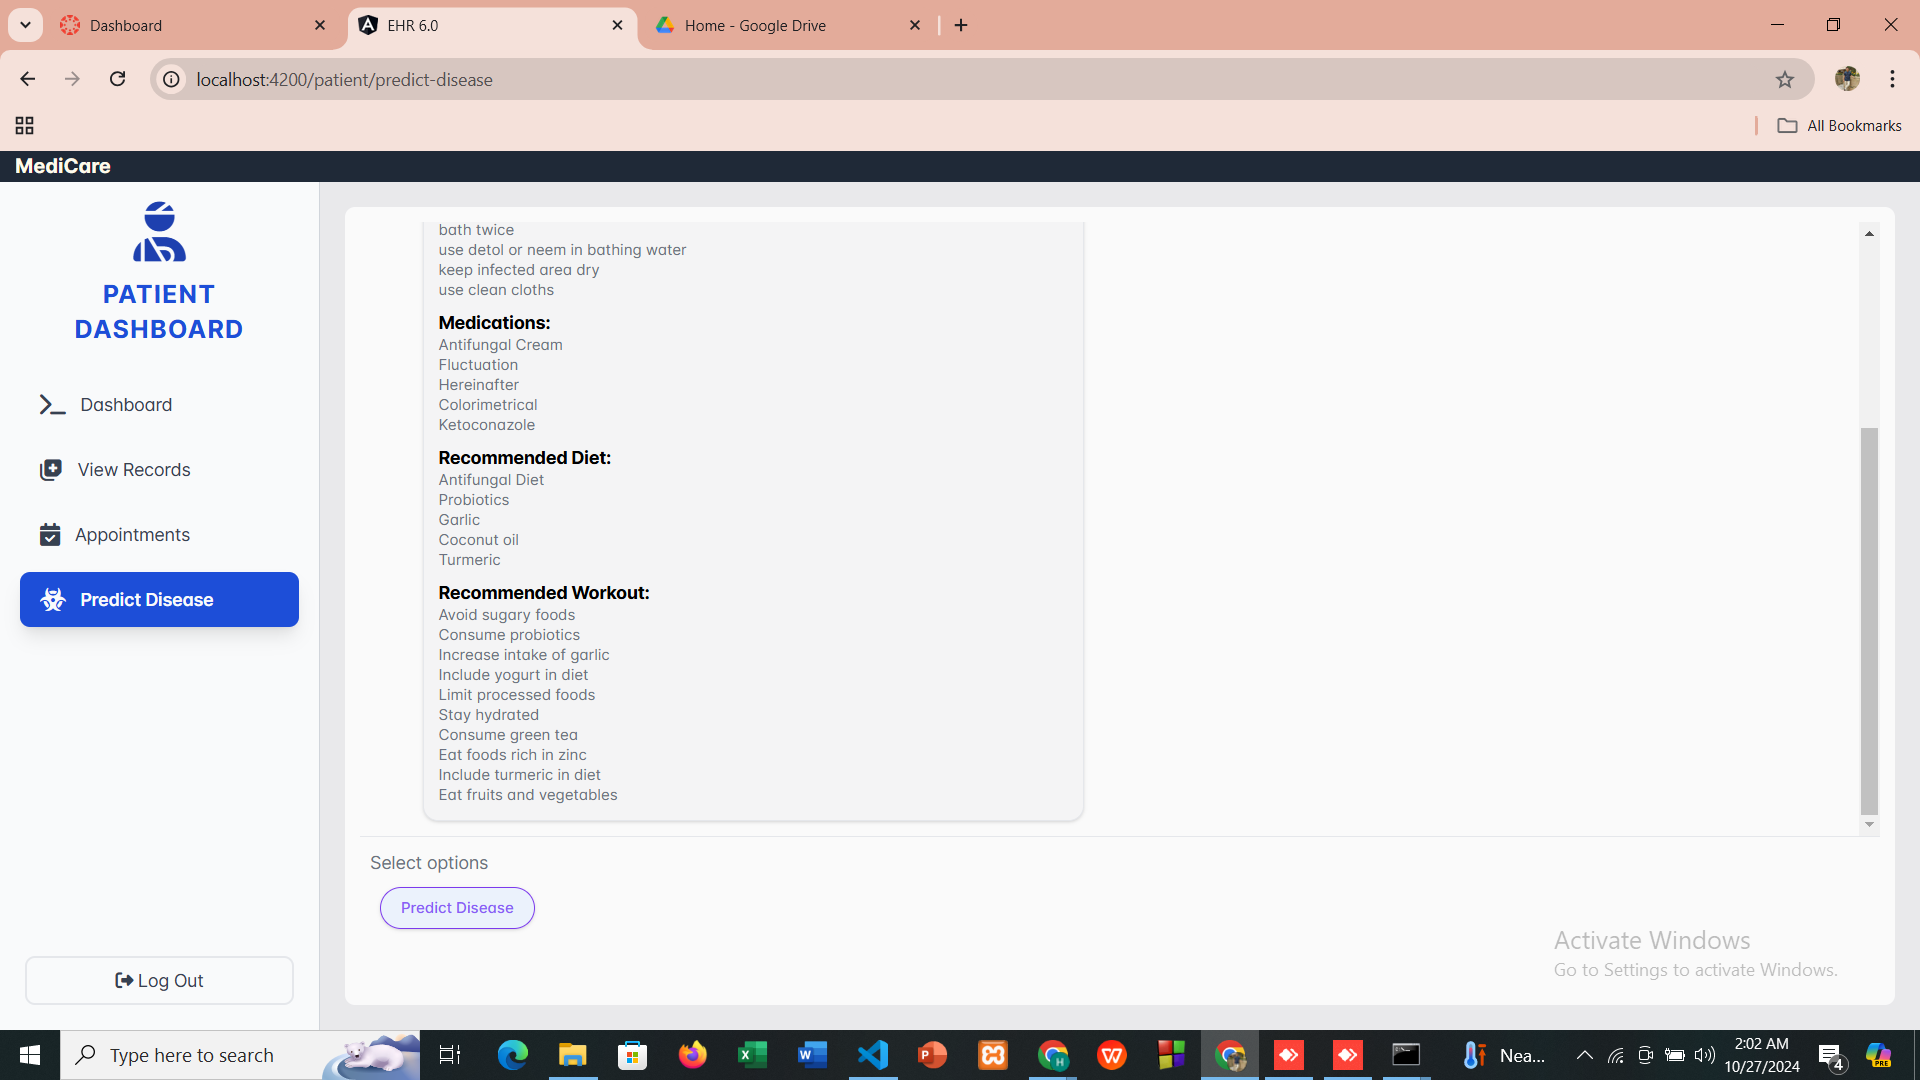 Dashboard
EHR 6.0
Home - Google Drive
localhost:4200/patient/predict-disease
All Bookmarks
MediCare
PATIENT
DASHBOARD
Dashboard
View Records
Appointments
Predict Disease
Log Out
bath twice
use detol or neem in bathing water
keep infected area dry
use clean cloths
Medications:
Antifungal Cream
Fluctuation
Hereinafter
Colorimetrical
Ketoconazole
Recommended Diet:
Antifungal Diet
Probiotics
Garlic
Coconut oil
Turmeric
Recommended Workout:
Avoid sugary foods
Consume probiotics
Increase intake of garlic
Include yogurt in diet
Limit processed foods
Stay hydrated
Consume green tea
Eat foods rich in zinc
Include turmeric in diet
Eat fruits and vegetables
Select options
Predict Disease
Activate Windows
Go to Settings to activate Windows.
Type here to search
Nea...
2:02 AM
10/27/2024
4
PRE